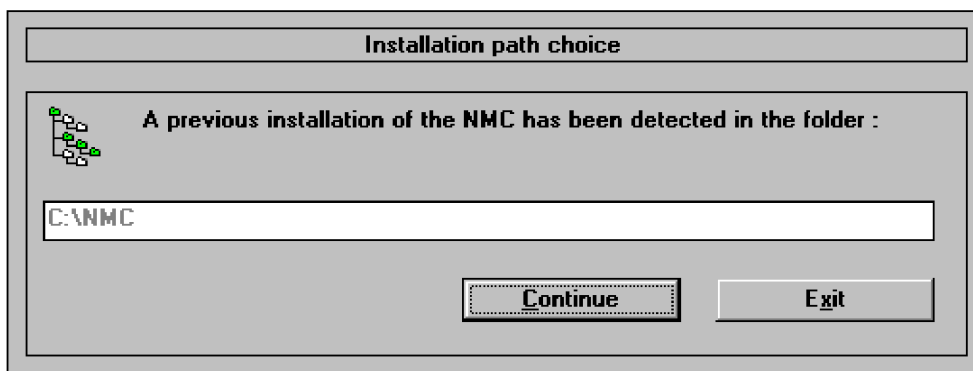 Installation path choice
A previous installation of the NMC has been detected in the folder :
C:\NMC
Continue
Exit